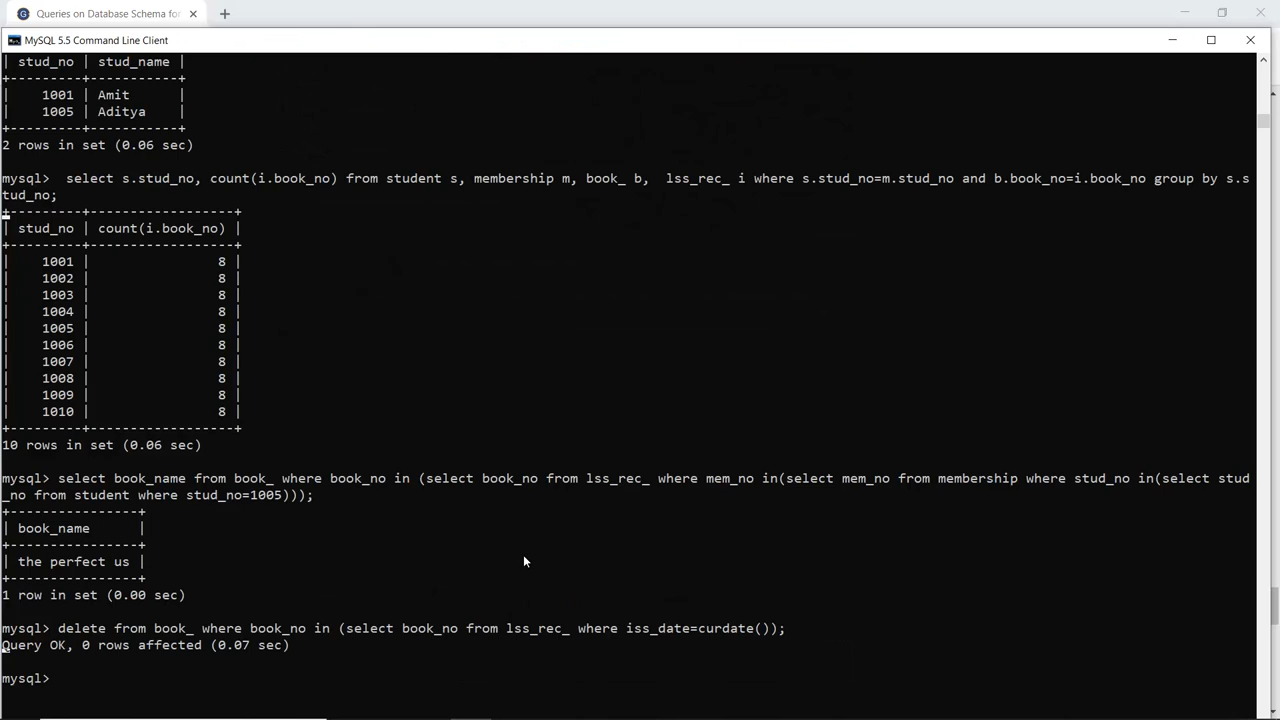 Queries on Database Schema for
MySQL 5.5 Command Line Client
| stud_no | stud_name |
+---------+-----------+
|    1001 | Amit      |
|    1005 | Aditya    |
+---------+-----------+
2 rows in set (0.06 sec)
mysql>  select s.stud_no, count(i.book_no) from student s, membership m, book_ b,  lss_rec_ i where s.stud_no=m.stud_no and b.book_no=i.book_no group by s.s
tud_no;
+---------+------------------+
| stud_no | count(i.book_no) |
+---------+------------------+
|    1001 |                8 |
|    1002 |                8 |
|    1003 |                8 |
|    1004 |                8 |
|    1005 |                8 |
|    1006 |                8 |
|    1007 |                8 |
|    1008 |                8 |
|    1009 |                8 |
|    1010 |                8 |
+---------+------------------+
10 rows in set (0.06 sec)
mysql> select book_name from book_ where book_no in (select book_no from lss_rec_ where mem_no in(select mem_no from membership where stud_no in(select stud
_no from student where stud_no=1005)));
+----------------+
| book_name      |
+----------------+
| the perfect us |
+----------------+
1 row in set (0.00 sec)
mysql> delete from book_ where book_no in (select book_no from lss_rec_ where iss_date=curdate());
Query OK, 0 rows affected (0.07 sec)
mysql>